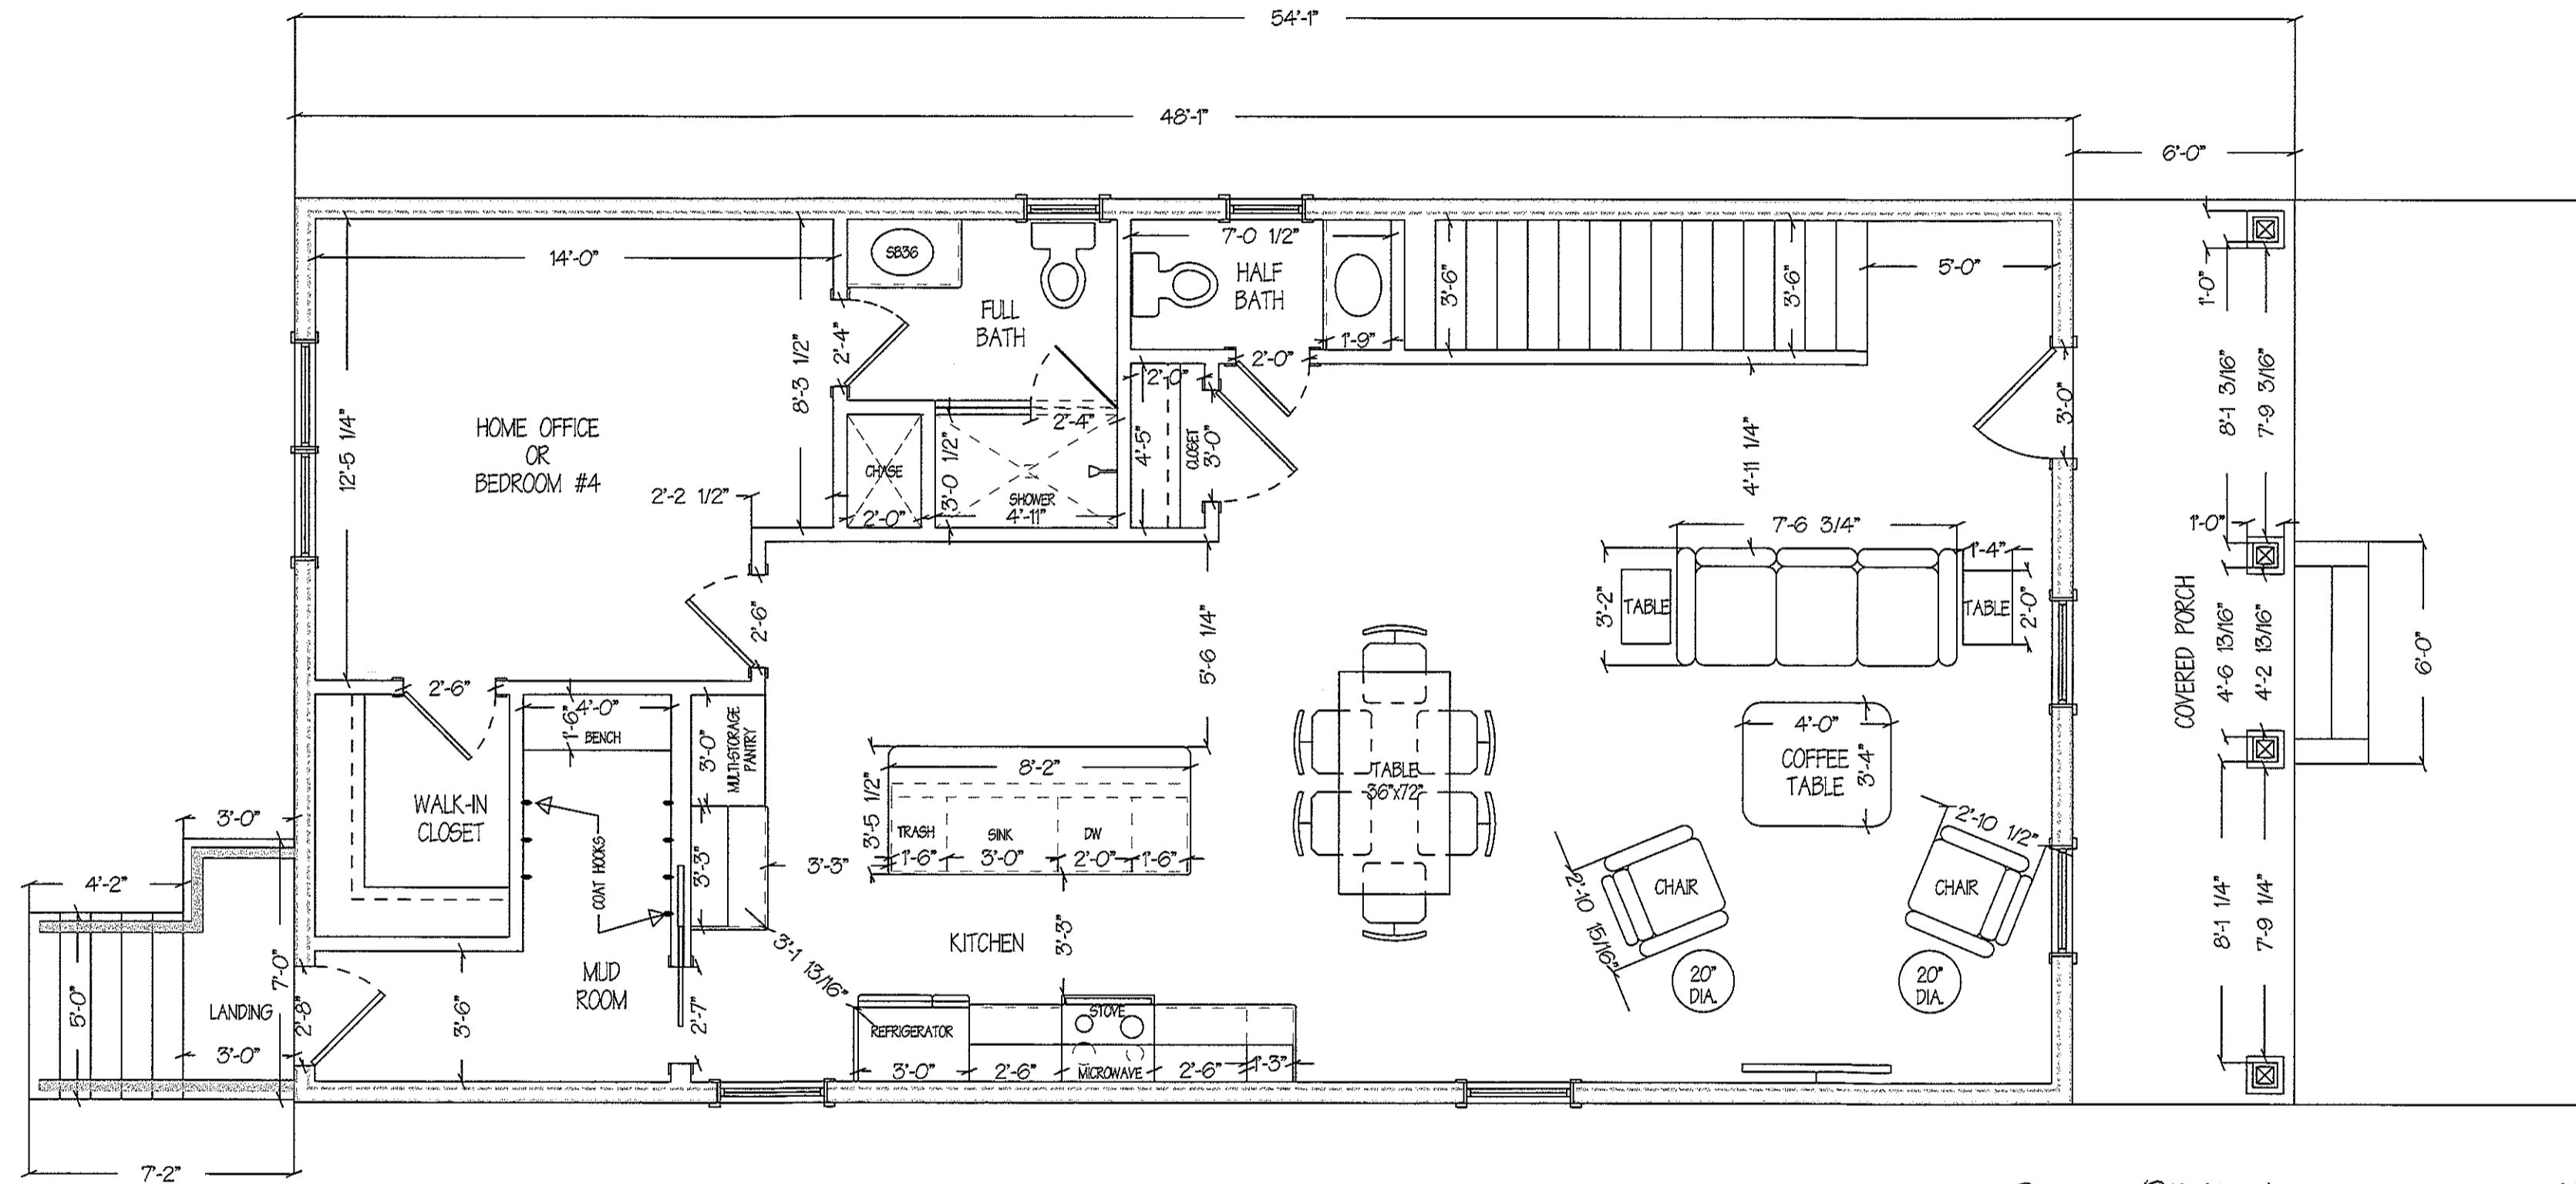 54'-1"
48'-1"
6'-0"
14'-0"
SB36
7'-0 1/2"
HALF
BATH
FULL
BATH
3'-6"
3'-6"
5'-0"
1'-0"
12'-5 1/4"
8'-3 1/2"
2'-4"
1'-9"
2'-0"
2'-0"
8'-1 3/16"
7'-9 3/16"
3'-0"
HOME OFFICE
OR
BEDROOM #4
2'-4"
4'-5"
CLOSET
3'-0"
4'-11 1/4"
CHASE
3'-0 1/2"
SHOWER
2'-2 1/2"
2'-0"
4'-11"
7'-6 3/4"
1'-0"
1'-4"
3'-2"
TABLE
TABLE
2'-0"
2'-6"
5'-6 1/4"
COVERED PORCH
4'-6 13/16"
4'-2 13/16"
6'-0"
2'-6"
4'-0"
1'-6"
BENCH
3'-0"
MULTI-STORAGE
PANTRY
8'-2"
4'-0"
COFFEE
TABLE
3'-4"
TABLE
36"x72"
WALK-IN
CLOSET
3'-0"
3'-5 1/2"
TRASH
SINK
DW
1'-6"
3'-0"
2'-0"
1'-6"
2'-10 1/2"
COAT HOOKS
3'-3"
3'-3"
4'-2"
CHAIR
CHAIR
2'-10 15/16"
8'-1 1/4"
7'-9 1/4"
KITCHEN
3'-3"
3'-1 13/16"
MUD
ROOM
7'-0"
5'-0"
LANDING
2'-8"
3'-6"
2'-7"
3'-0"
20"
DIA.
20"
DIA.
REFRIGERATOR
STOVE
3'-0"
2'-6"
MICROWAVE
2'-6"
1'-3"
7'-2"